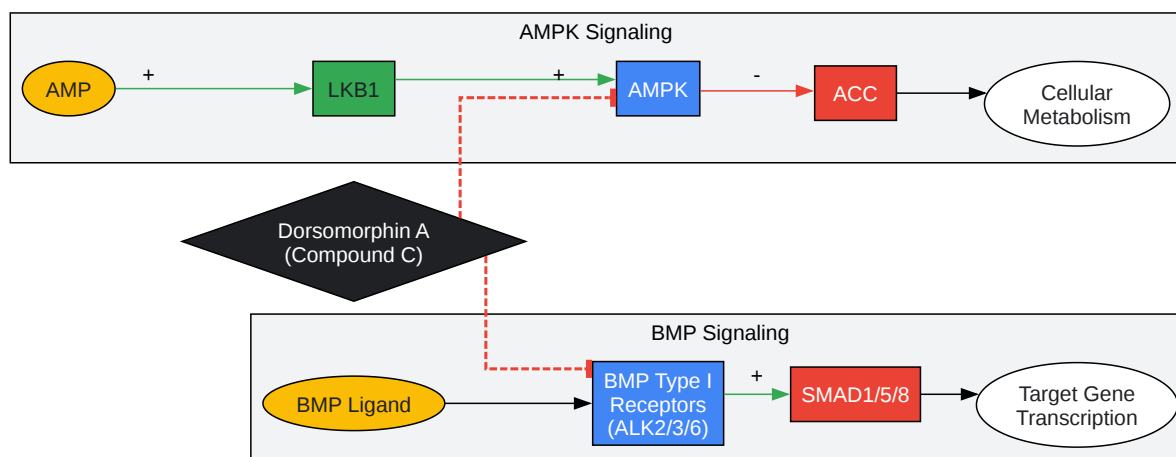 AMPK Signaling
+
+
-
AMP
LKB1
AMPK
ACC
Cellular
Metabolism
Dorsomorphin A
(Compound C)
BMP Signaling
BMP Ligand
BMP Type I
Receptors
(ALK2/3/6)
+
SMAD1/5/8
Target Gene
Transcription